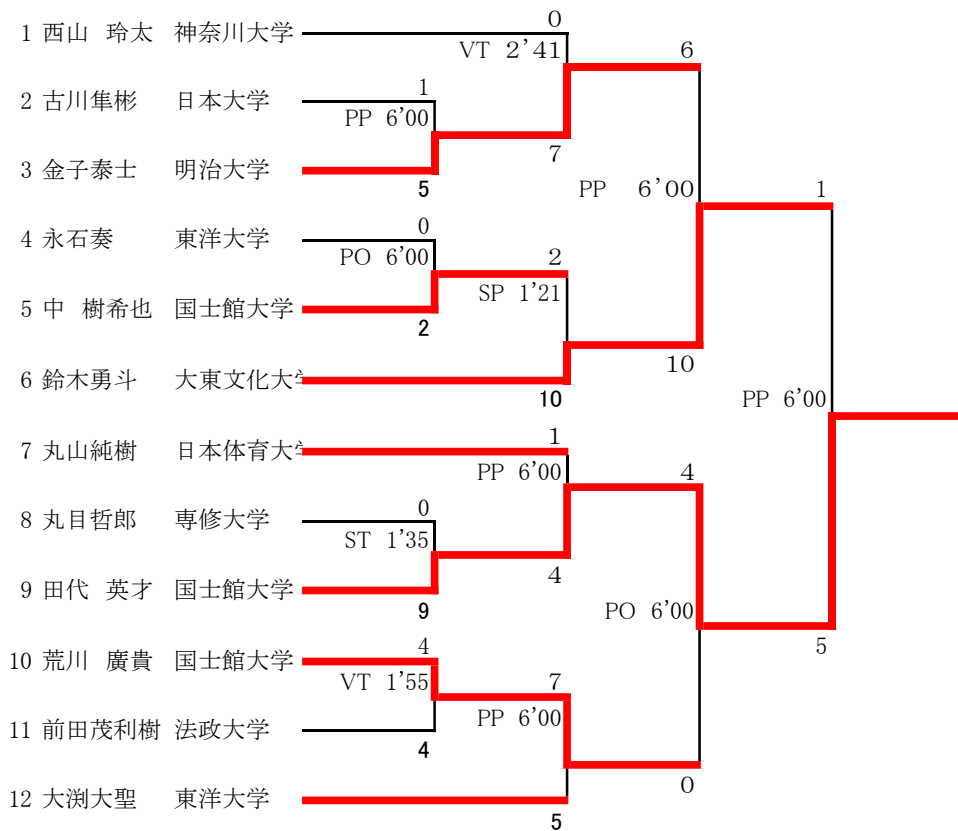 0
1 西山 玲太 神奈川大学
VT 2’41
6
1
2 古川隼彬 日本大学
PP 6’00
7
3 金子泰士 明治大学
5
PP 6’00
1
0
4 永石奏 東洋大学
PO 6’00
2
SP 1’21
5 中 樹希也 国士館大学
2
10
6 鈴木勇斗 大東文化大学
10
PP 6’00
1
7 丸山純樹 日本体育大学
PP 6’00
4
0
8 丸目哲郎 専修大学
ST 1’35
4
9 田代 英才 国士館大学
9
PO 6’00
5
4
10 荒川 廣貴 国士館大学
VT 1’55
7
PP 6’00
11 前田茂利樹 法政大学
4
0
12 大渕大聖 東洋大学
5